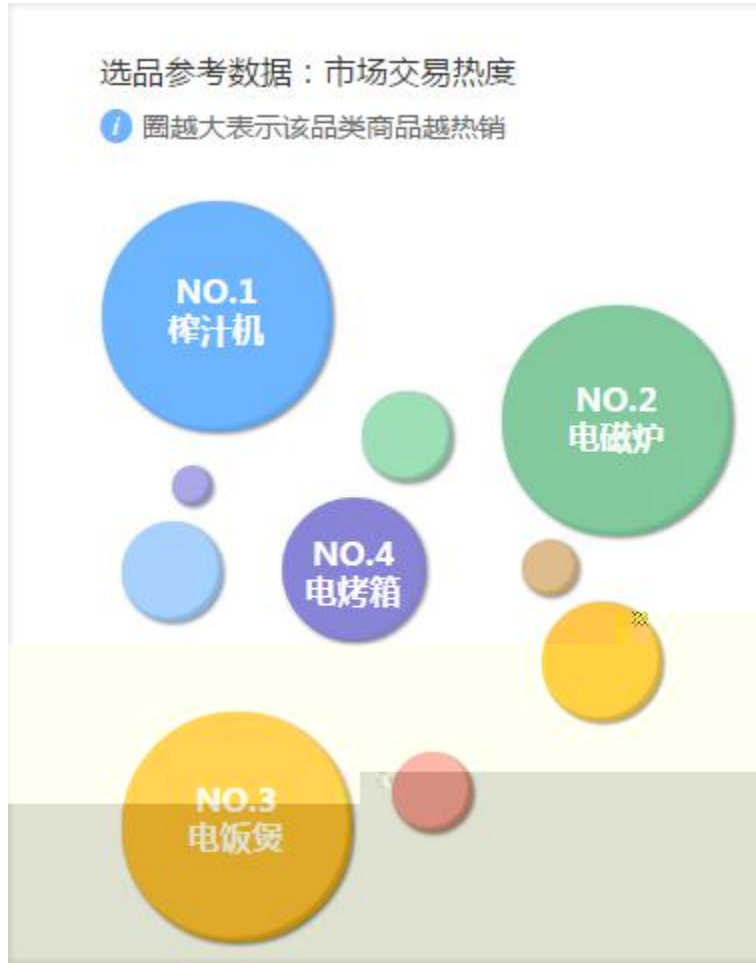 选品参考数据：市场交易热度
i 圈越大表示该品类商品越热销
NO.1
榨汁机
NO.2
电磁炉
NO.4
电烤箱
NO.3
电饭煲